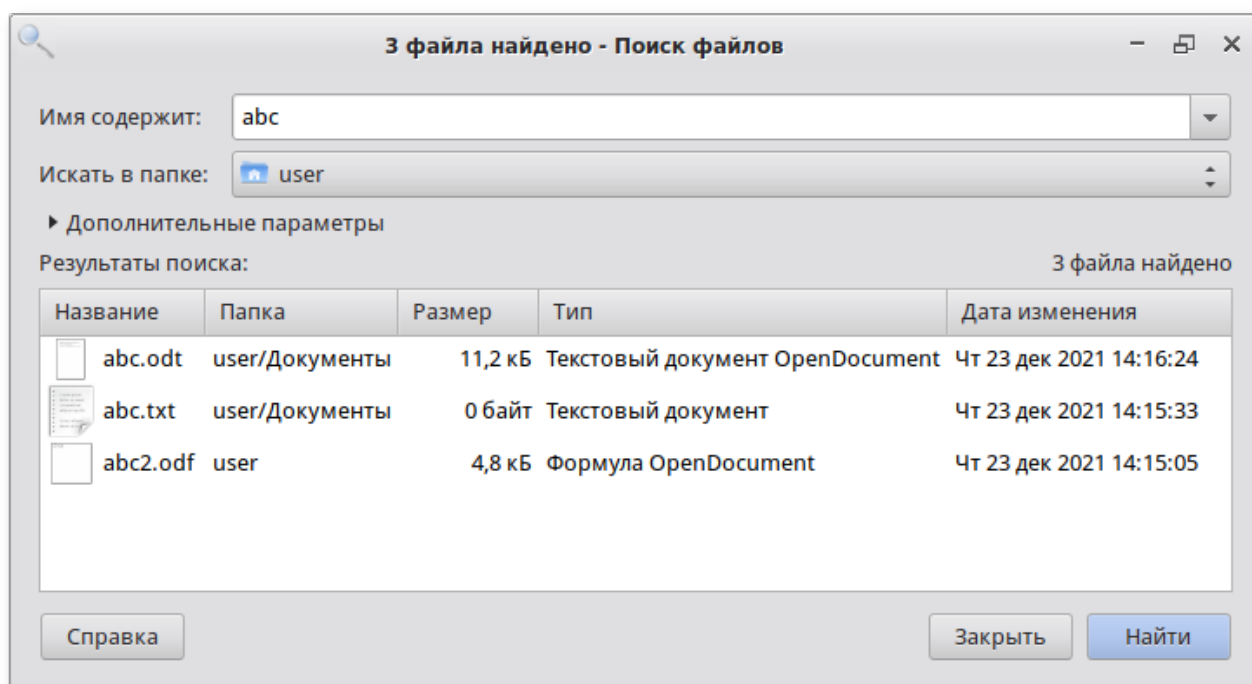 3 файла найдено - Поиск файлов
Имя содержит: abc
Искать в папке: user
Дополнительные параметры
Результаты поиска: 3 файла найдено
Название Папка Размер Тип Дата изменения
abc.odt user/Документы 11,2 кБ Текстовый документ OpenDocument Чт 23 дек 2021 14:16:24
abc.txt user/Документы 0 байт Текстовый документ Чт 23 дек 2021 14:15:33
abc2.odf user 4,8 кБ Формула OpenDocument Чт 23 дек 2021 14:15:05
Справка Закрыть Найти